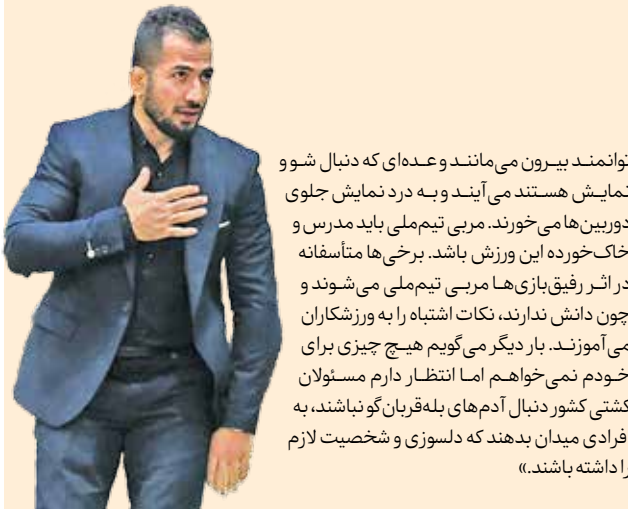 توانمند بیرون می‌مانند و عده‌ای که دنبال شو و
نمایش هستند می‌آیند و به درد نمایش جلوی
دوربین‌ها می‌خورند. مربی تیم‌ملی باید مدرس و
خاک‌خورده این ورزش باشد. برخی‌ها متأسفانه
در اثر رفیق‌بازی‌ها مربی تیم‌ملی می‌شوند و
چون دانش ندارند، نکات اشتباه را به ورزشکاران
می‌آموزند. بار دیگر می‌گویم هیچ چیزی برای
خودم نمی‌خواهم اما انتظار دارم مسئولان
کشتی کشور دنبال آدم‌های بله‌قربان‌گو نباشند، به
افرادی میدان بدهند که دلسوزی و شخصیت لازم
را داشته باشند.»